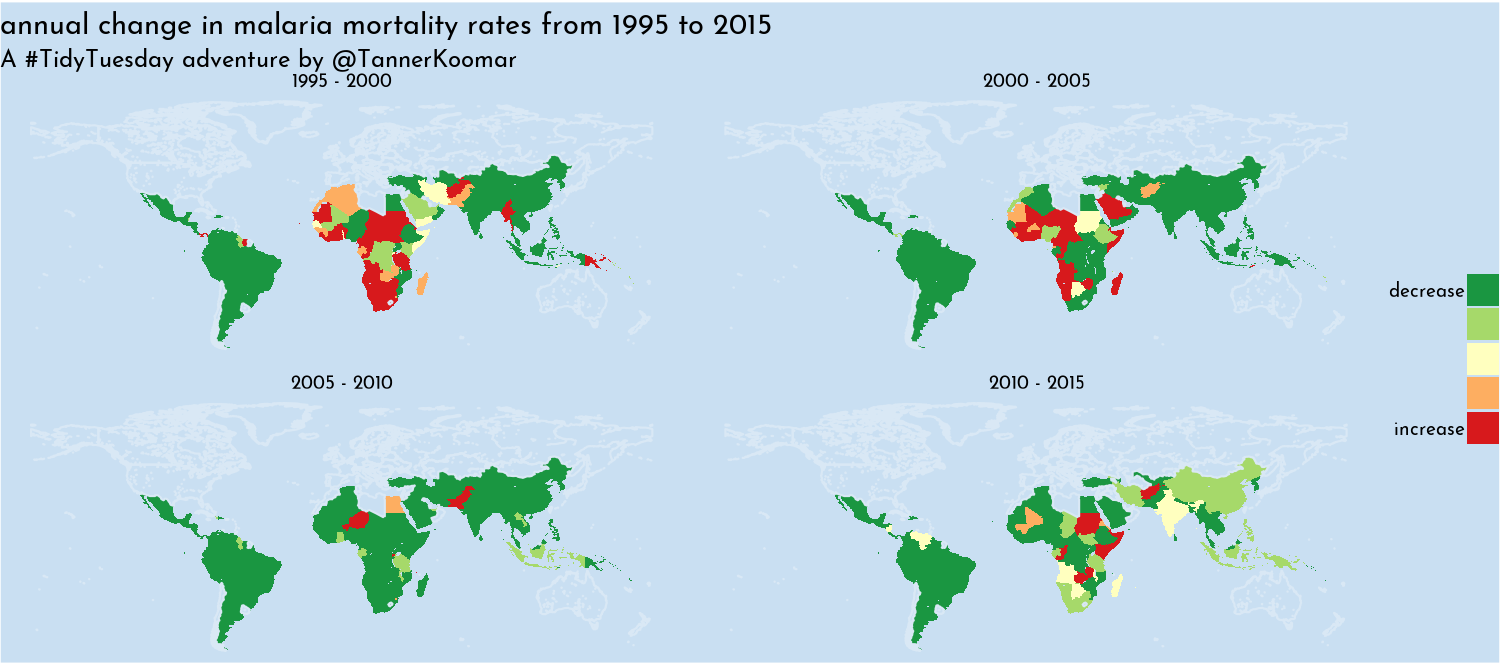 annual change in malaria mortality rates from 1995 to 2015
A #TidyTuesday adventure by @TannerKoomar
1995 - 2000
2000 - 2005
decrease
increase
2005 - 2010
2010 - 2015